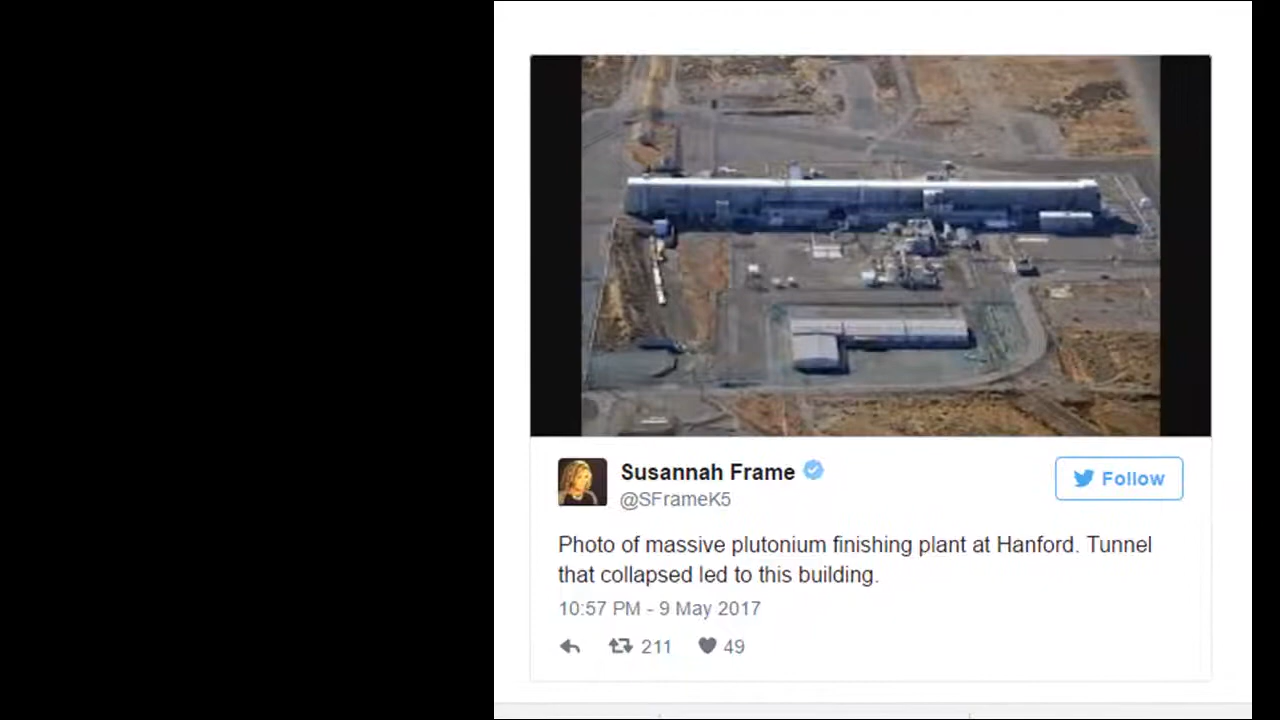 Susannah Frame
@SFrameK5
Follow
Photo of massive plutonium finishing plant at Hanford. Tunnel
that collapsed led to this building.
10:57 PM - 9 May 2017
211 49